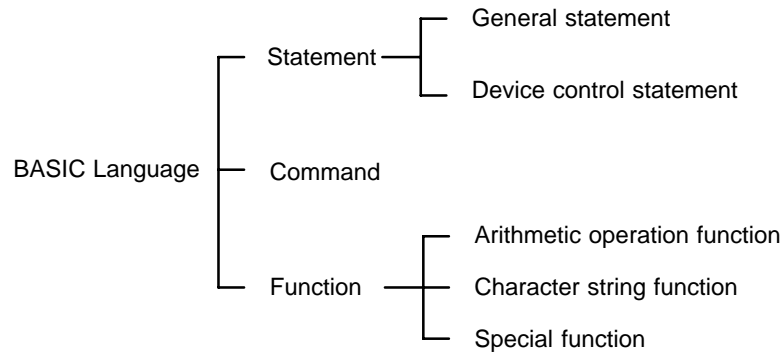 BASIC Language
Statement
General statement
Device control statement
Command
Function
Arithmetic operation function
Character string function
Special function